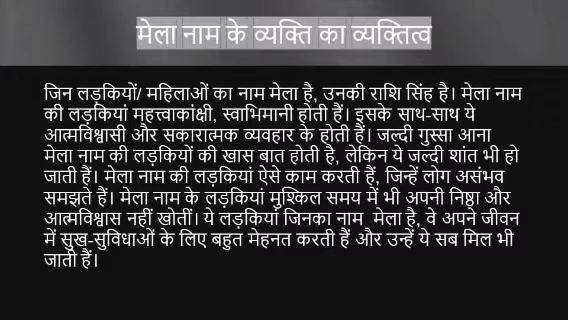 मेला नाम के व्यक्ति का व्यक्तित्व
जिन लड़कियों/ महिलाओं का नाम मेला है, उनकी राशि सिंह है। मेला नाम
की लड़कियां महत्त्वाकांक्षी, स्वाभिमानी होती हैं। इसके साथ-साथ ये
आत्मविश्वासी और सकारात्मक व्यवहार के होती हैं। जल्दी गुस्सा आना
मेला नाम की लड़कियों की खास बात होती है, लेकिन ये जल्दी शांत भी हो
जाती हैं। मेला नाम की लड़कियां ऐसे काम करती हैं, जिन्हें लोग असंभव
समझते हैं। मेला नाम के लड़कियां मुश्किल समय में भी अपनी निष्ठा और
आत्मविश्वास नहीं खोतीं। ये लड़कियां जिनका नाम  मेला है, वे अपने जीवन
में सुख-सुविधाओं के लिए बहुत मेहनत करती हैं और उन्हें ये सब मिल भी
जाती हैं।